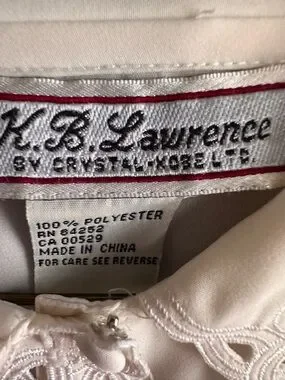 K.B. Lawrence
BY CRYSTAL-KOBE LTD.
100% POLYESTER
RN 64252
CA 00529
MADE IN CHINA
FOR CARE SEE REVERSE